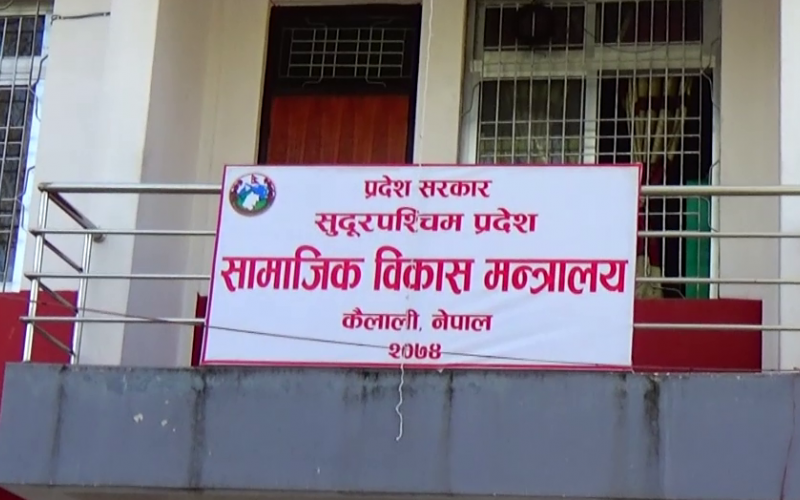 प्रदेश सरकार
सुदूरपश्चिम प्रदेश
सामाजिक विकास मन्त्रालय
कैलाली, नेपाल
२०७४